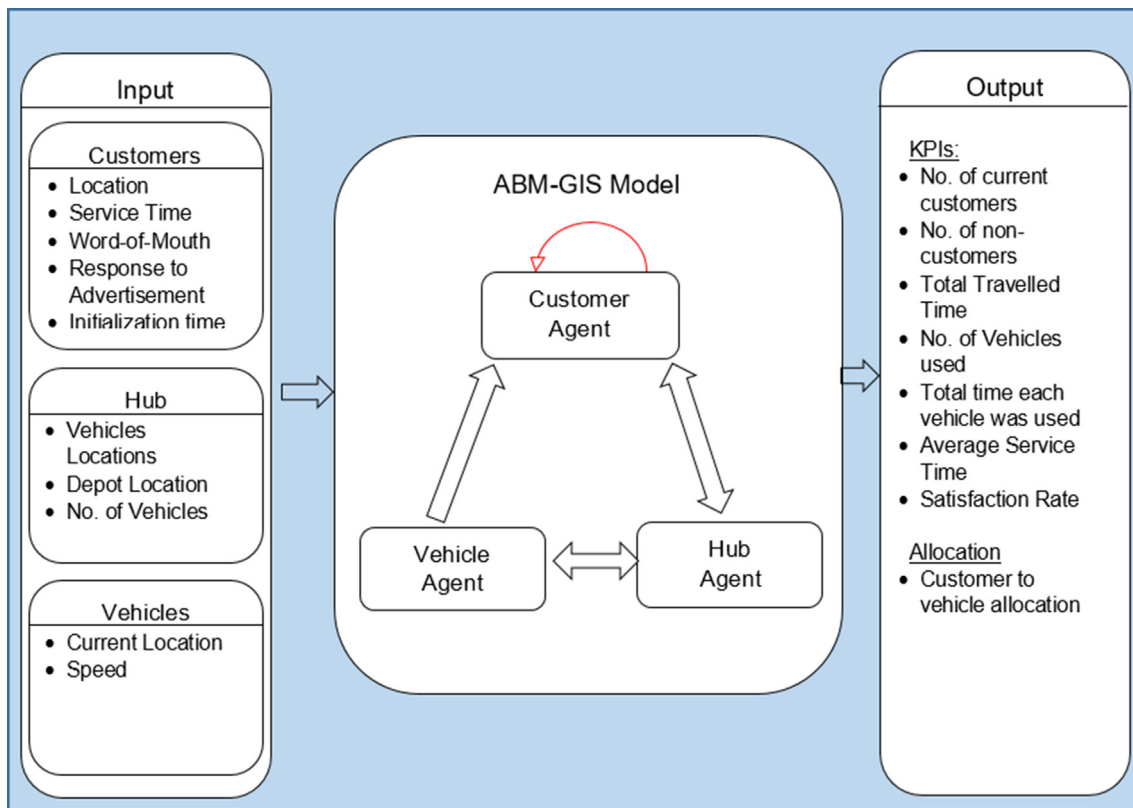 Input
Customers
• Location
• Service Time
• Word-of-Mouth
• Response to
Advertisement
• Initialization time
Hub
• Vehicles
Locations
• Depot Location
• No. of Vehicles
Vehicles
• Current Location
• Speed
ABM-GIS Model
Customer
Agent
Vehicle
Agent
Hub
Agent
Output
KPIs:
• No. of current
customers
• No. of non-
customers
• Total Travelled
Time
• No. of Vehicles
used
• Total time each
vehicle was used
• Average Service
Time
• Satisfaction Rate
Allocation
• Customer to
vehicle allocation